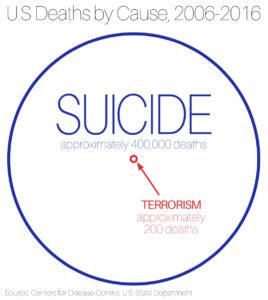 U.S Deaths by Cause, 2006-2016
SUICIDE
approximately 400,000 deaths
TERRORISM
approximately
200 deaths
Source: Centers for Disease Control, U.S. State Department